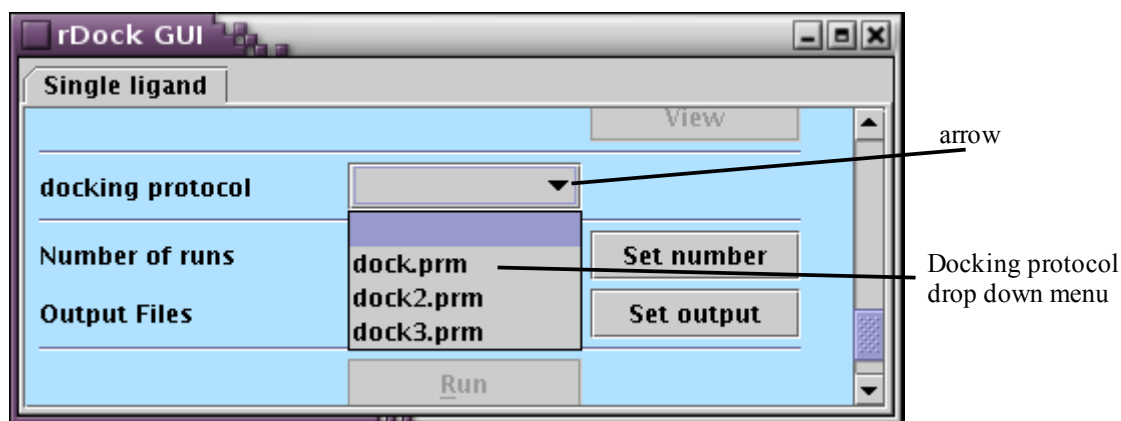 rDock GUI
Single ligand
View
arrow
docking protocol
Number of runs
Set number
dock.prm
Docking protocol
drop down menu
dock2.prm
Output Files
Set output
dock3.prm
Run